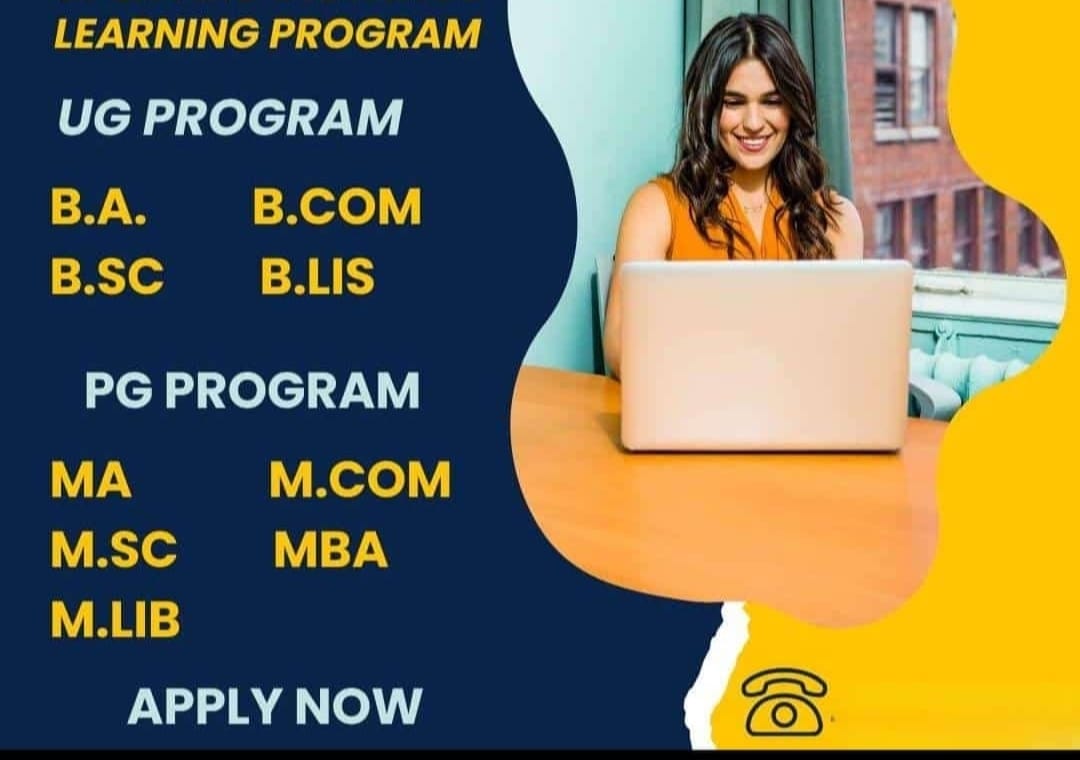 LEARNING PROGRAM
UG PROGRAM
B.A. B.COM
B.SC B.LIS
PG PROGRAM
MA M.COM
M.SC MBA
M.LIB
APPLY NOW